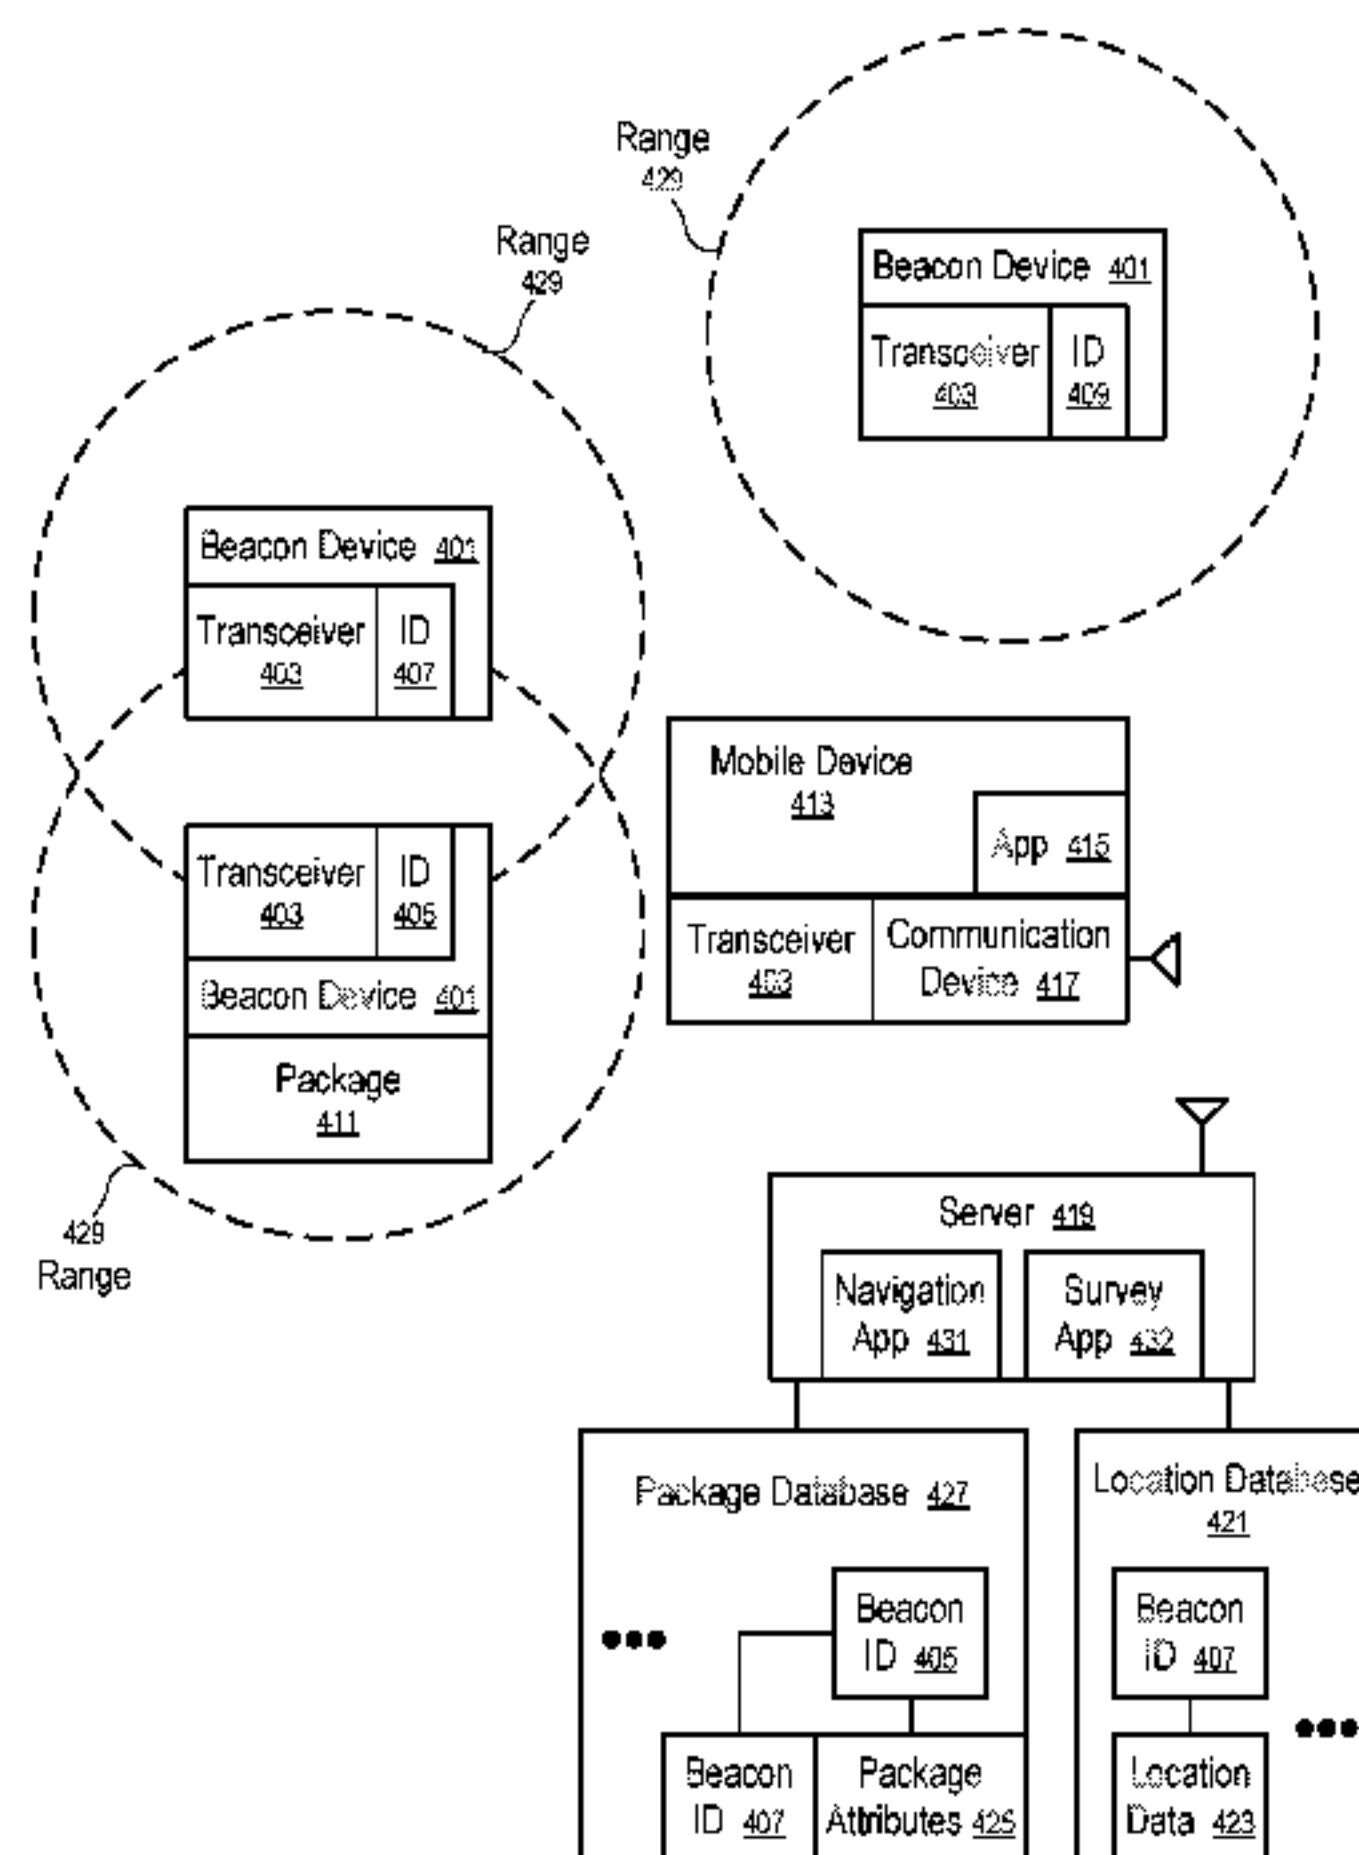 Range
429
Beacon Device 401
Transceiver ID
403 409
Range
429
Beacon Device 401
Transceiver ID
403 407
Transceiver ID
403 405
Beacon Device 401
Package
411
429
Range
Mobile Device
413
App 415
Transceiver
403
Communication
Device 417
Server 419
Navigation
App 431
Survey
App 432
Package Database 427
Beacon
ID 405
Beacon
ID 407
Package
Attributes 425
Location Database
421
Beacon
ID 407
Location
Data 423